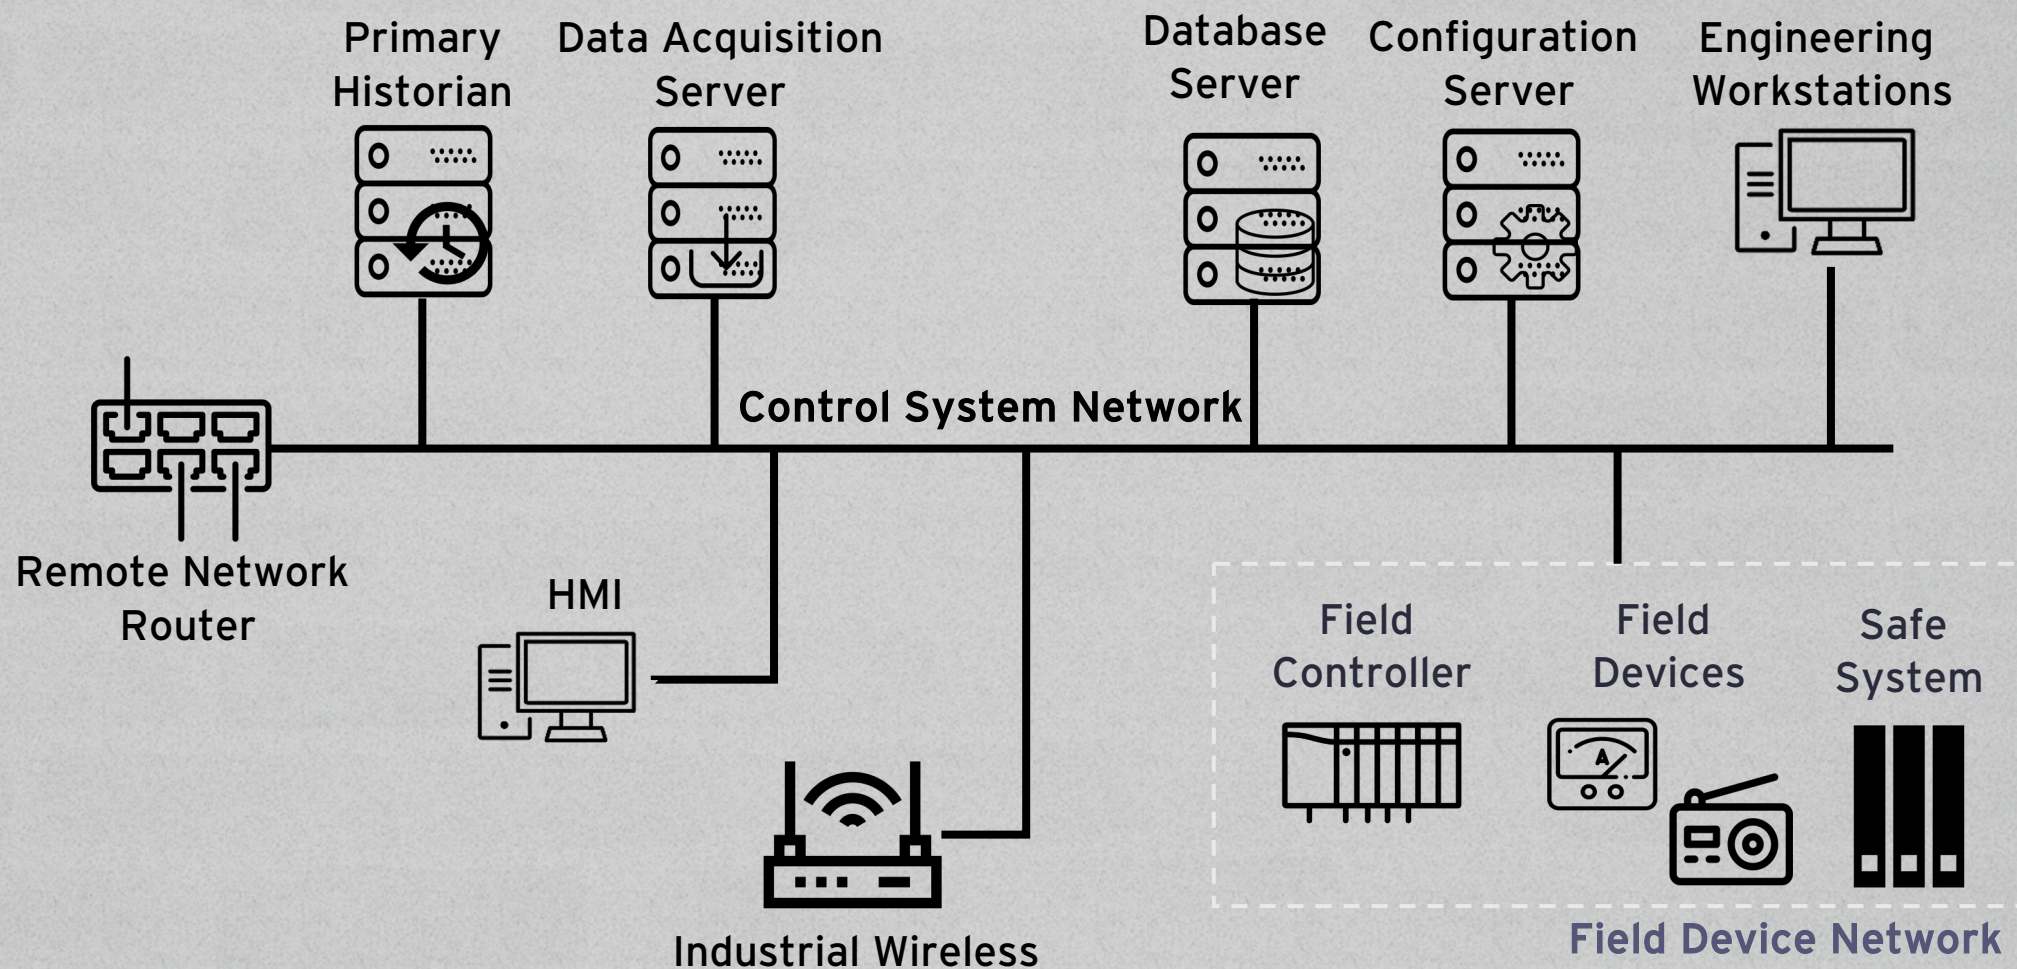 Primary
Historian
Data Acquisition
Server
Database
Server
Configuration
Server
Engineering
Workstations
Control System Network
Remote Network
Router
HMI
Industrial Wireless
Field
Controller
Field
Devices
A
Safe
System
Field Device Network